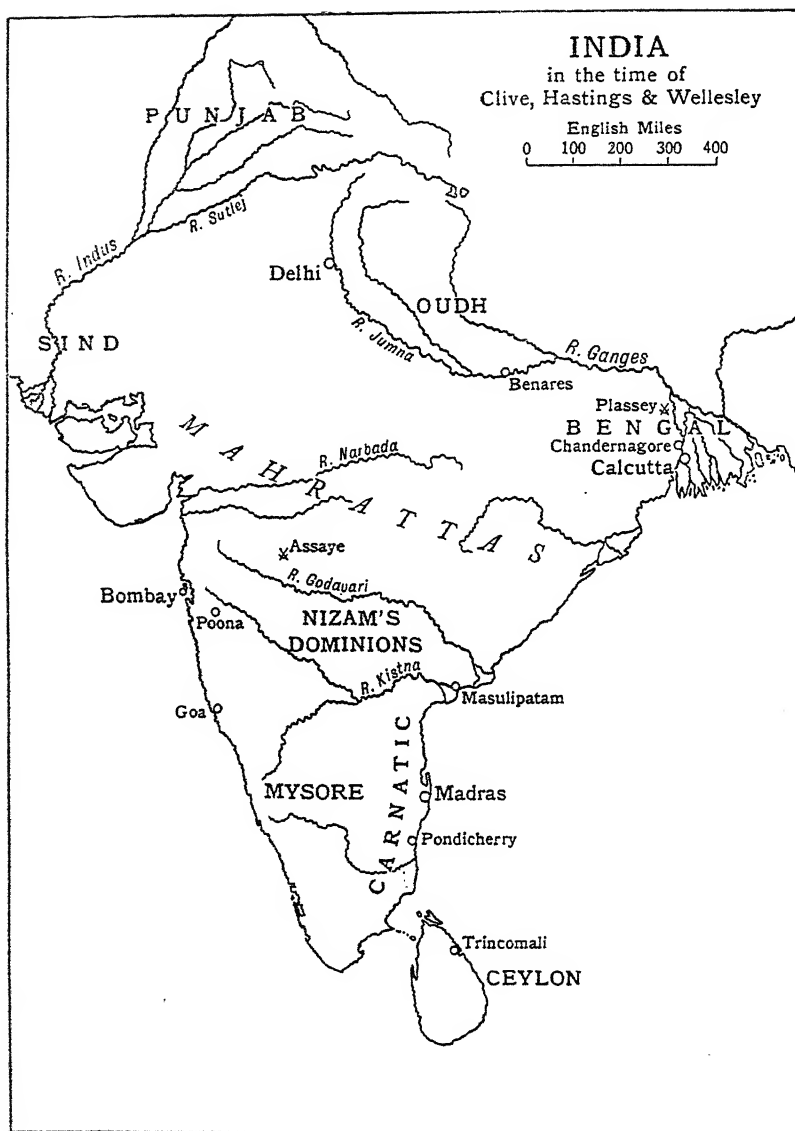 INDIA
in the time of
Clive, Hastings & Wellesley
English Miles
0 100 200 300 400
PUNJAB
R. Sutlej
R. Indus
Delhi
OUDH
SIND
R. Jumna
R. Ganges
Benares
Plassey
BENGAL
Chandernagore
Calcutta
MAHRATTAS
R. Narbada
Assaye
R. Godavari
Bombay
Poona
NIZAM'S
DOMINIONS
R. Kistna
Masulipatam
Goa
CARNATIC
MYSORE
Madras
Pondicherry
Trincomali
CEYLON